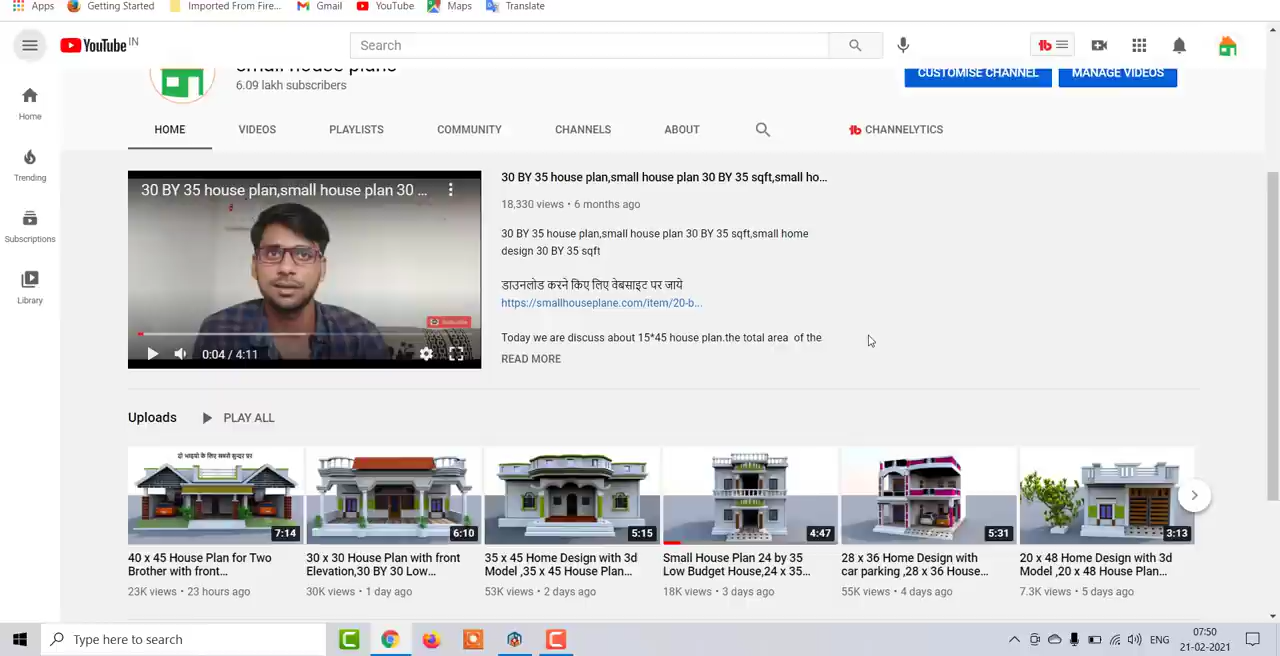 Apps Getting Started Imported From Fire... Gmail YouTube Maps Translate
YouTube IN
Search
small house plans
6.09 lakh subscribers
CUSTOMISE CHANNEL MANAGE VIDEOS
HOME VIDEOS PLAYLISTS COMMUNITY CHANNELS ABOUT CHANNELYTICS
Home
Trending
Subscriptions
Library
30 BY 35 house plan,small house plan 30 ...
Subscribe
0:04 / 4:11
30 BY 35 house plan,small house plan 30 BY 35 sqft,small ho...
18,330 views • 6 months ago
30 BY 35 house plan,small house plan 30 BY 35 sqft,small home
design 30 BY 35 sqft
डाउनलोड करने किए लिए वेबसाइट पर जाये
https://smallhouseplane.com/item/20-b...
Today we are discuss about 15*45 house plan.the total area of the
READ MORE
Uploads PLAY ALL
दो भाइयो के लिए सबसे सुन्दर घर
7:14
6:10
5:15
4:47
5:31
3:13
40 x 45 House Plan for Two
Brother with front...
23K views • 23 hours ago
30 x 30 House Plan with front
Elevation,30 BY 30 Low...
30K views • 1 day ago
35 x 45 Home Design with 3d
Model ,35 x 45 House Plan...
53K views • 2 days ago
Small House Plan 24 by 35
Low Budget House,24 x 35...
18K views • 3 days ago
28 x 36 Home Design with
car parking ,28 x 36 House...
55K views • 4 days ago
20 x 48 Home Design with 3d
Model ,20 x 48 House Plan...
7.3K views • 5 days ago
Type here to search
ENG
07:50
21-02-2021